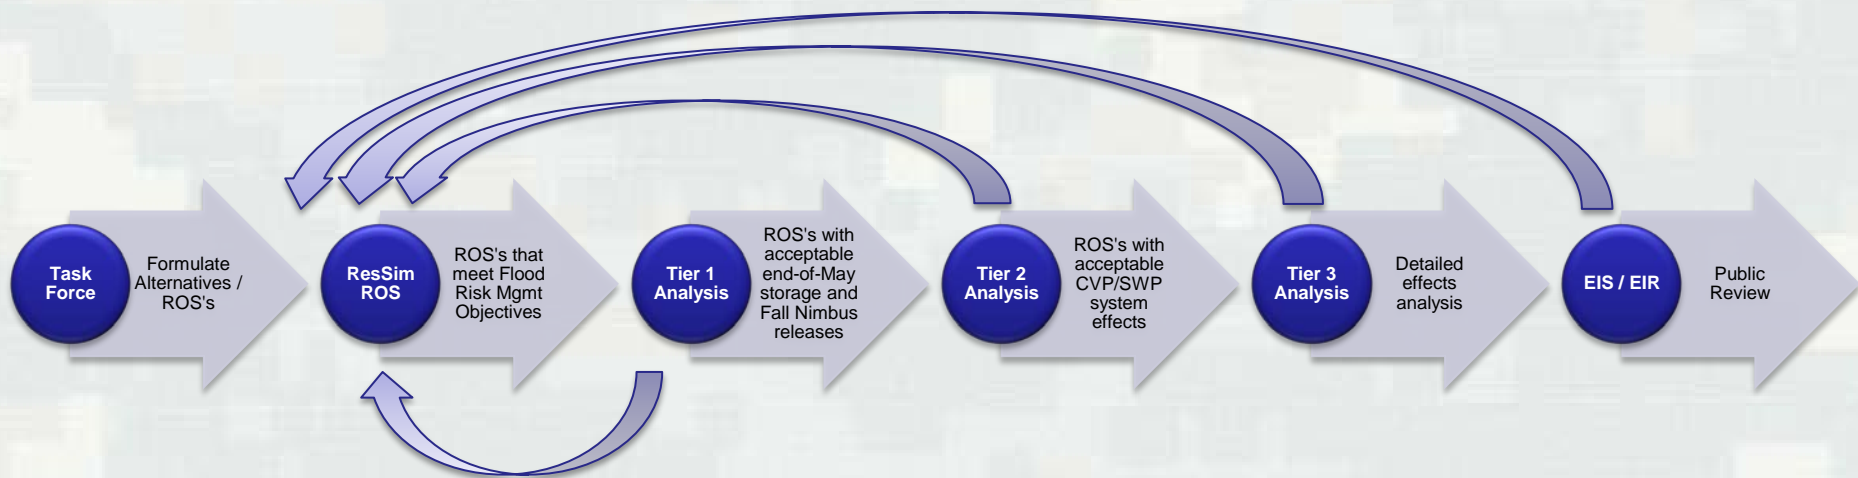 Task
Force
Formulate
Alternatives /
ROS's
ResSim
ROS
ROS's that
meet Flood
Risk Mgmt
Objectives
Tier 1
Analysis
ROS's with
acceptable
end-of-May
storage and
Fall Nimbus
releases
Tier 2
Analysis
ROS's with
acceptable
CVP/SWP
system
effects
Tier 3
Analysis
Detailed
effects
analysis
EIS / EIR
Public
Review